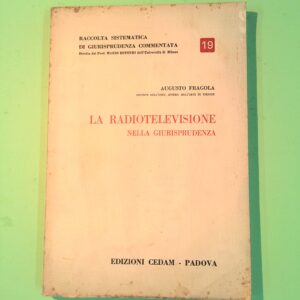 RACCOLTA SISTEMATICA
DI GIURISPRUDENZA COMMENTATA
19
AUGUSTO FRAGOLA
LA RADIOTELEVISIONE
NELLA GIURISPRUDENZA
EDIZIONI CEDAM - PADOVA